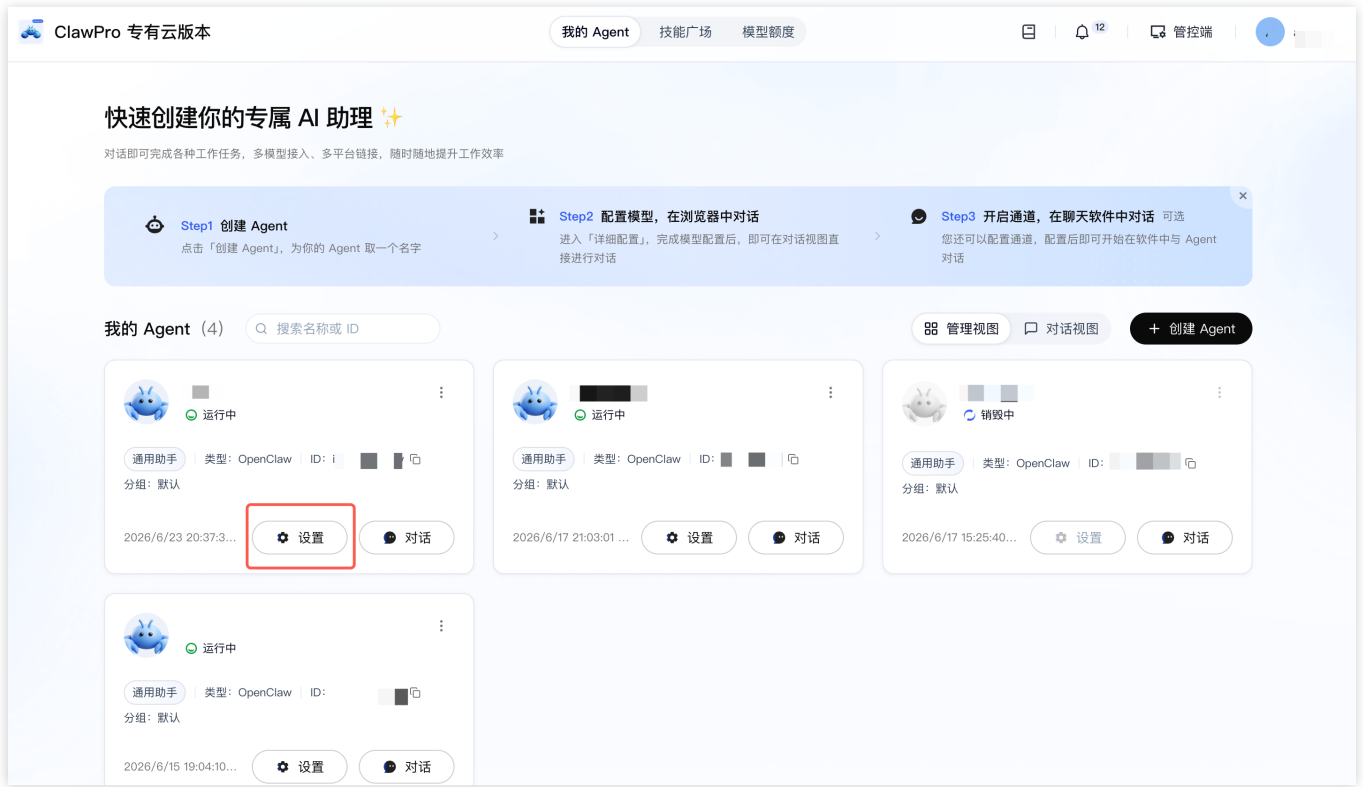 ClawPro 专有云版本
我的 Agent 技能广场 模型额度
12
管控端
快速创建你的专属 AI 助理
对话即可完成各种工作任务，多模型接入、多平台链接，随时随地提升工作效率
Step1 创建 Agent
点击「创建 Agent」，为你的 Agent 取一个名字
Step2 配置模型，在浏览器中对话
进入「详细配置」，完成模型配置后，即可在对话视图直
接进行对话
Step3 开启通道，在聊天软件中对话 可选
您还可以配置通道，配置后即可开始在软件中与 Agent
对话
我的 Agent （4）
搜索名称或 ID
管理视图 对话视图
+ 创建 Agent
运行中
通用助手 类型：OpenClaw ID: i
分组：默认
2026/6/23 20:37:3... 设置 对话
运行中
通用助手 类型：OpenClaw ID:
分组：默认
2026/6/17 21:03:01 ... 设置 对话
销毁中
通用助手 类型：OpenClaw ID:
分组：默认
2026/6/17 15:25:40... 设置 对话
运行中
通用助手 类型：OpenClaw ID:
分组：默认
2026/6/15 19:04:10... 设置 对话